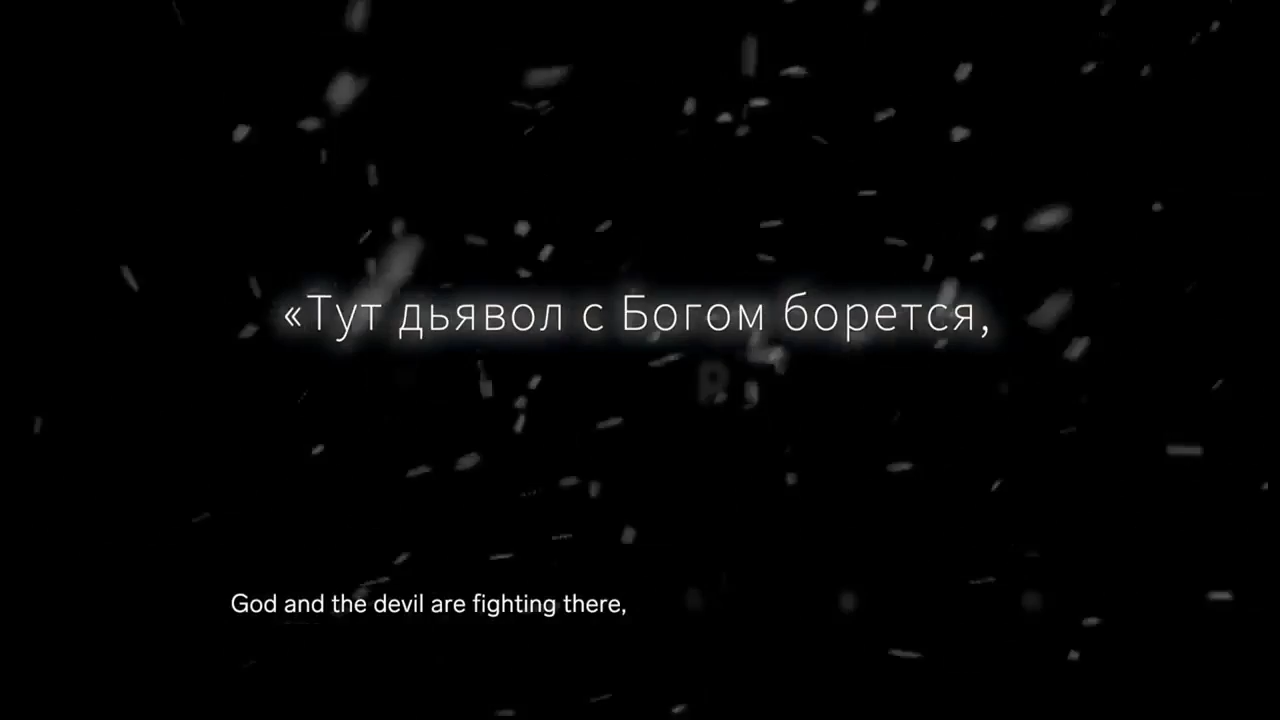 «Тут дьявол с Богом борется,
God and the devil are fighting there,